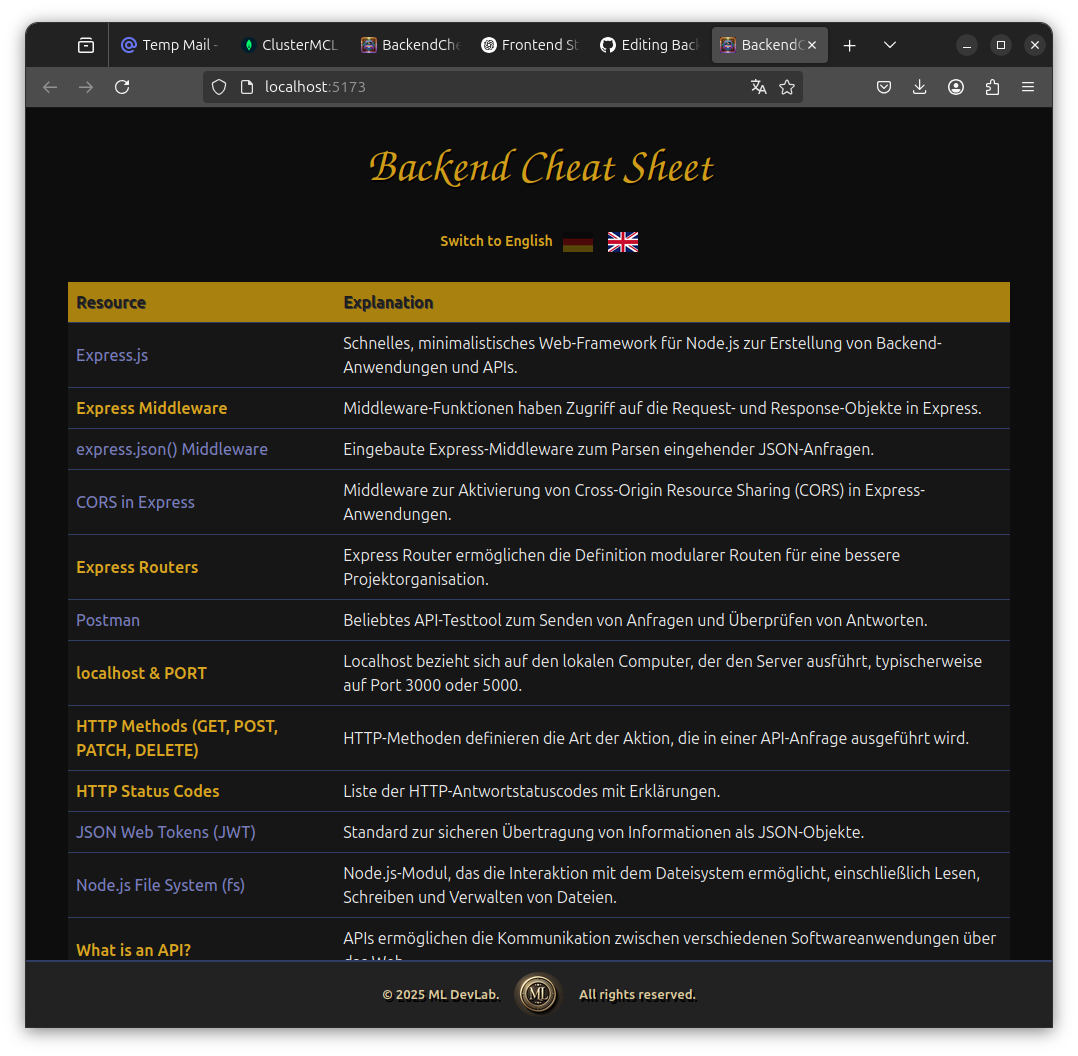 Temp Mail -
ClusterMCL
BackendChe
Frontend St
Editing Bac
BackendC
localhost:5173
Backend Cheat Sheet
Switch to English
Resource Explanation
Express.js
Schnelles, minimalistisches Web-Framework für Node.js zur Erstellung von Backend-
Anwendungen und APIs.
Express Middleware
Middleware-Funktionen haben Zugriff auf die Request- und Response-Objekte in Express.
express.json() Middleware
Eingebaute Express-Middleware zum Parsen eingehender JSON-Anfragen.
CORS in Express
Middleware zur Aktivierung von Cross-Origin Resource Sharing (CORS) in Express-
Anwendungen.
Express Routers
Express Router ermöglichen die Definition modularer Routen für eine bessere
Projektorganisation.
Postman
Beliebtes API-Testtool zum Senden von Anfragen und Überprüfen von Antworten.
localhost & PORT
Localhost bezieht sich auf den lokalen Computer, der den Server ausführt, typischerweise
auf Port 3000 oder 5000.
HTTP Methods (GET, POST,
PATCH, DELETE)
HTTP-Methoden definieren die Art der Aktion, die in einer API-Anfrage ausgeführt wird.
HTTP Status Codes
Liste der HTTP-Antwortstatuscodes mit Erklärungen.
JSON Web Tokens (JWT)
Standard zur sicheren Übertragung von Informationen als JSON-Objekte.
Node.js File System (fs)
Node.js-Modul, das die Interaktion mit dem Dateisystem ermöglicht, einschließlich Lesen,
Schreiben und Verwalten von Dateien.
What is an API?
APIs ermöglichen die Kommunikation zwischen verschiedenen Softwareanwendungen über
das Web.
© 2025 ML DevLab.
ML
All rights reserved.